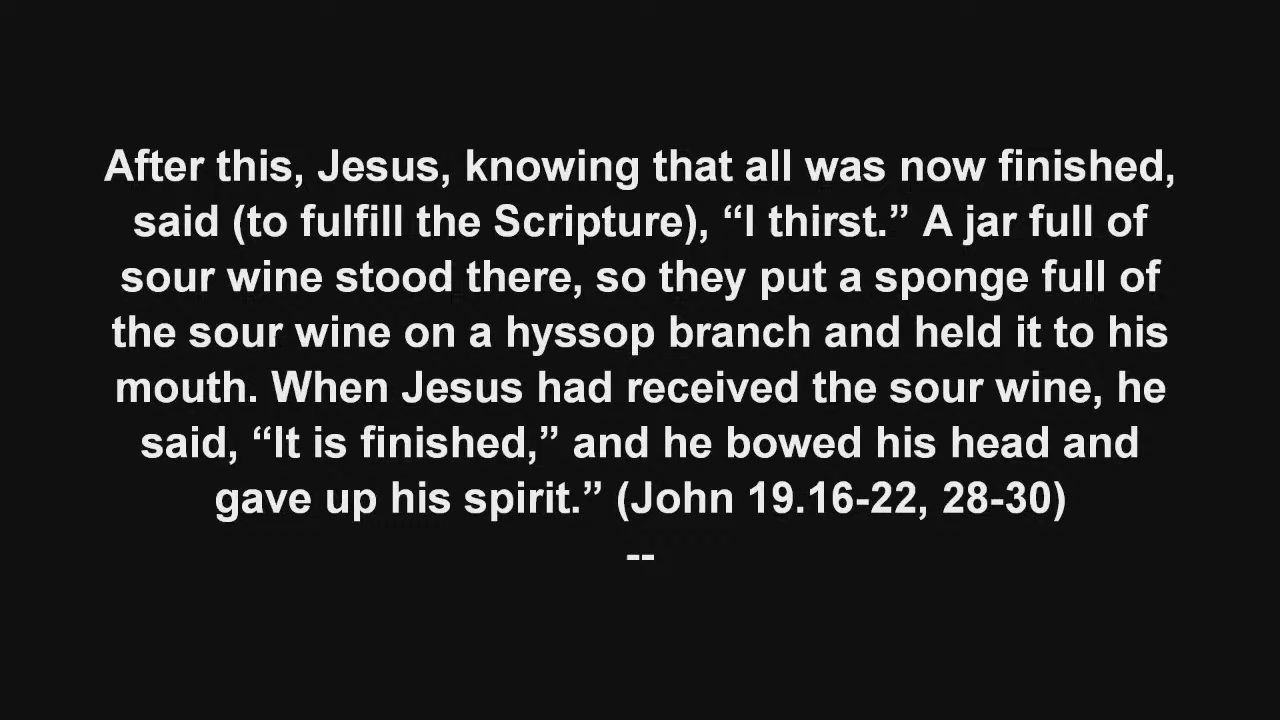 After this, Jesus, knowing that all was now finished,
said (to fulfill the Scripture), “I thirst.” A jar full of
sour wine stood there, so they put a sponge full of
the sour wine on a hyssop branch and held it to his
mouth. When Jesus had received the sour wine, he
said, “It is finished,” and he bowed his head and
gave up his spirit.” (John 19.16-22, 28-30)
--